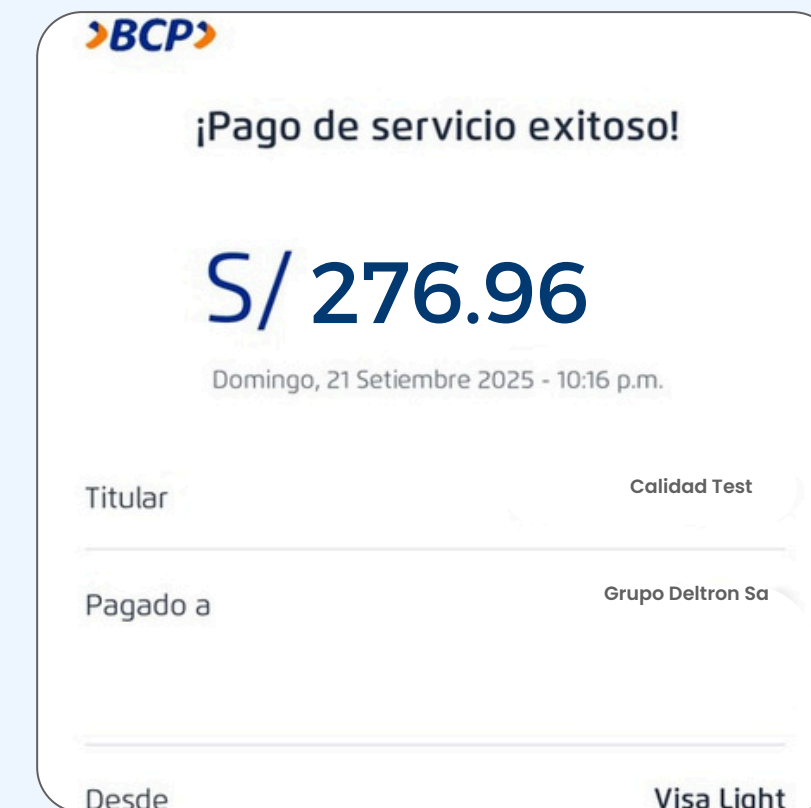 BCP
¡Pago de servicio exitoso!
S/ 276.96
Domingo, 21 Setiembre 2025 - 10:16 p.m.
Titular Calidad Test
Pagado a Grupo Deltron Sa
Desde Visa Light